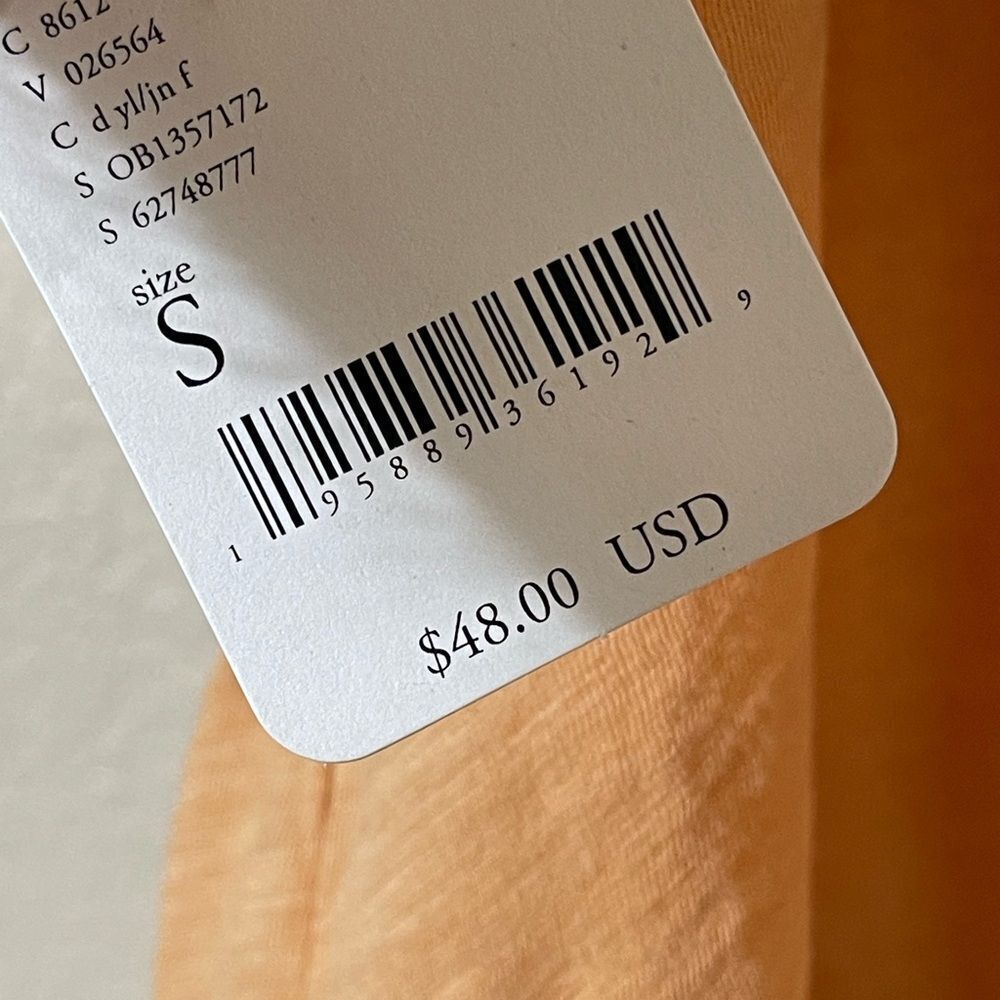 C 8612
V 026564
C d yl/jn f
S OB1357172
S 62748777
size
S
1 95889 36192 9
$48.00 USD